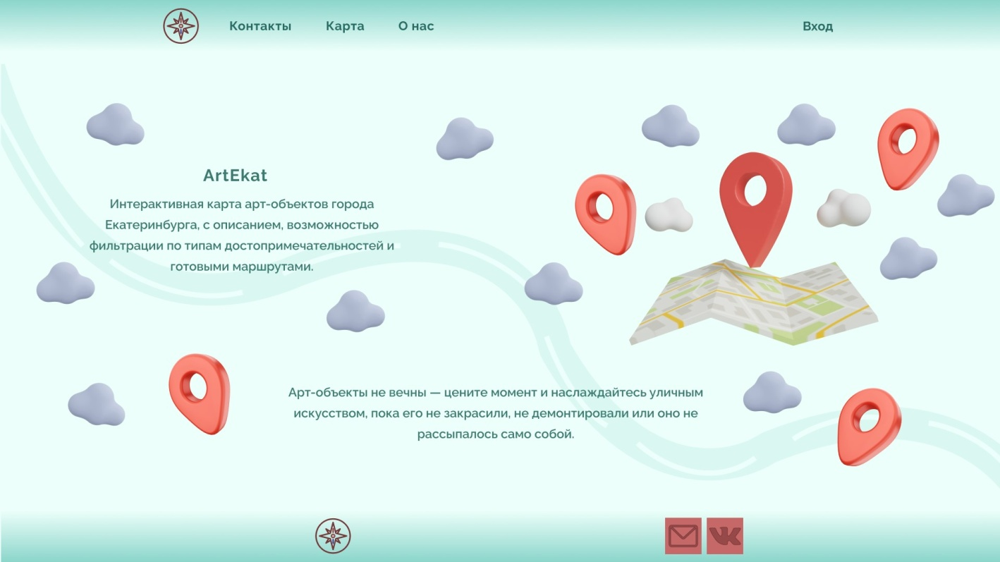 Контакты Карта О нас Вход
ArtEkat
Интерактивная карта арт-объектов города
Екатеринбурга, с описанием, возможностью
фильтрации по типам достопримечательностей и
готовыми маршрутами.
Арт-объекты не вечны — цените момент и наслаждайтесь уличным
искусством, пока его не закрасили, не демонтировали или оно не
рассыпалось само собой.